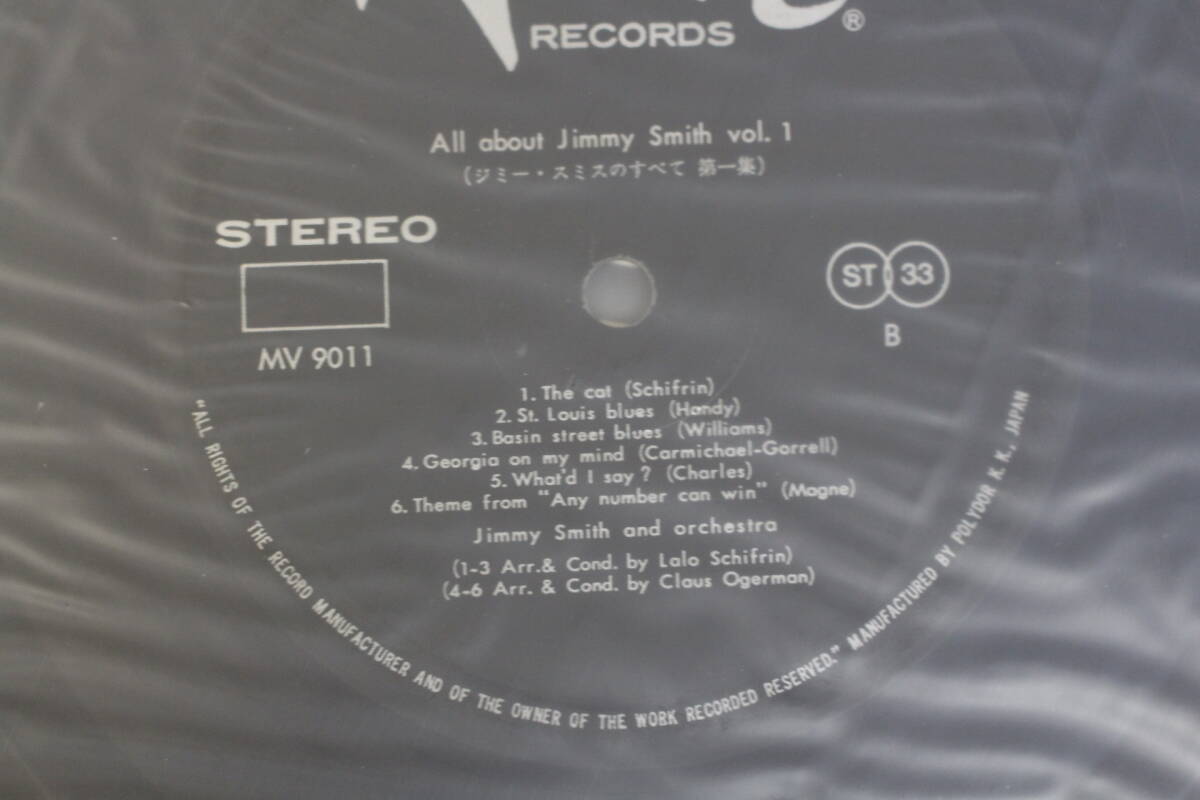 RECORDS
®
All about Jimmy Smith vol. 1
(ジミー・スミスのすべて 第一集)
STEREO
MV 9011
ST 33
B
1. The cat (Schifrin)
2. St. Louis blues (Handy)
3. Basin street blues (Williams)
4. Georgia on my mind (Carmichael-Gorrell)
5. What'd I say? (Charles)
6. Theme from "Any number can win" (Magne)
Jimmy Smith and orchestra
(1-3 Arr.& Cond. by Lalo Schifrin)
(4-6 Arr. & Cond. by Claus Ogerman)
"ALL RIGHTS OF THE RECORD MANUFACTURER AND OF THE OWNER OF THE WORK RECORDED RESERVED." MANUFACTURED BY POLYDOR K. K., JAPAN